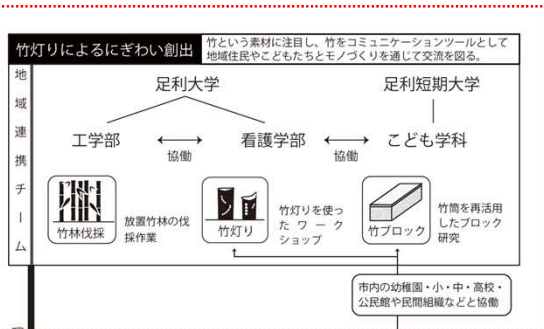 竹灯りによるにぎわい創出
竹という素材に注目し、竹をコミュニケーションツールとして
地域住民やこどもたちとモノづくりを通じて交流を図る。
地域連携チーム
足利大学
足利短期大学
工学部
協働
看護学部
協働
こども学科
竹林伐採
放置竹林の伐
採作業
竹灯り
竹灯りを使っ
たワーク
ショップ
竹ブロック
竹筒を再活用
したブロック
研究
市内の幼稚園・小・中・高校・
公民館や民間組織などと協働